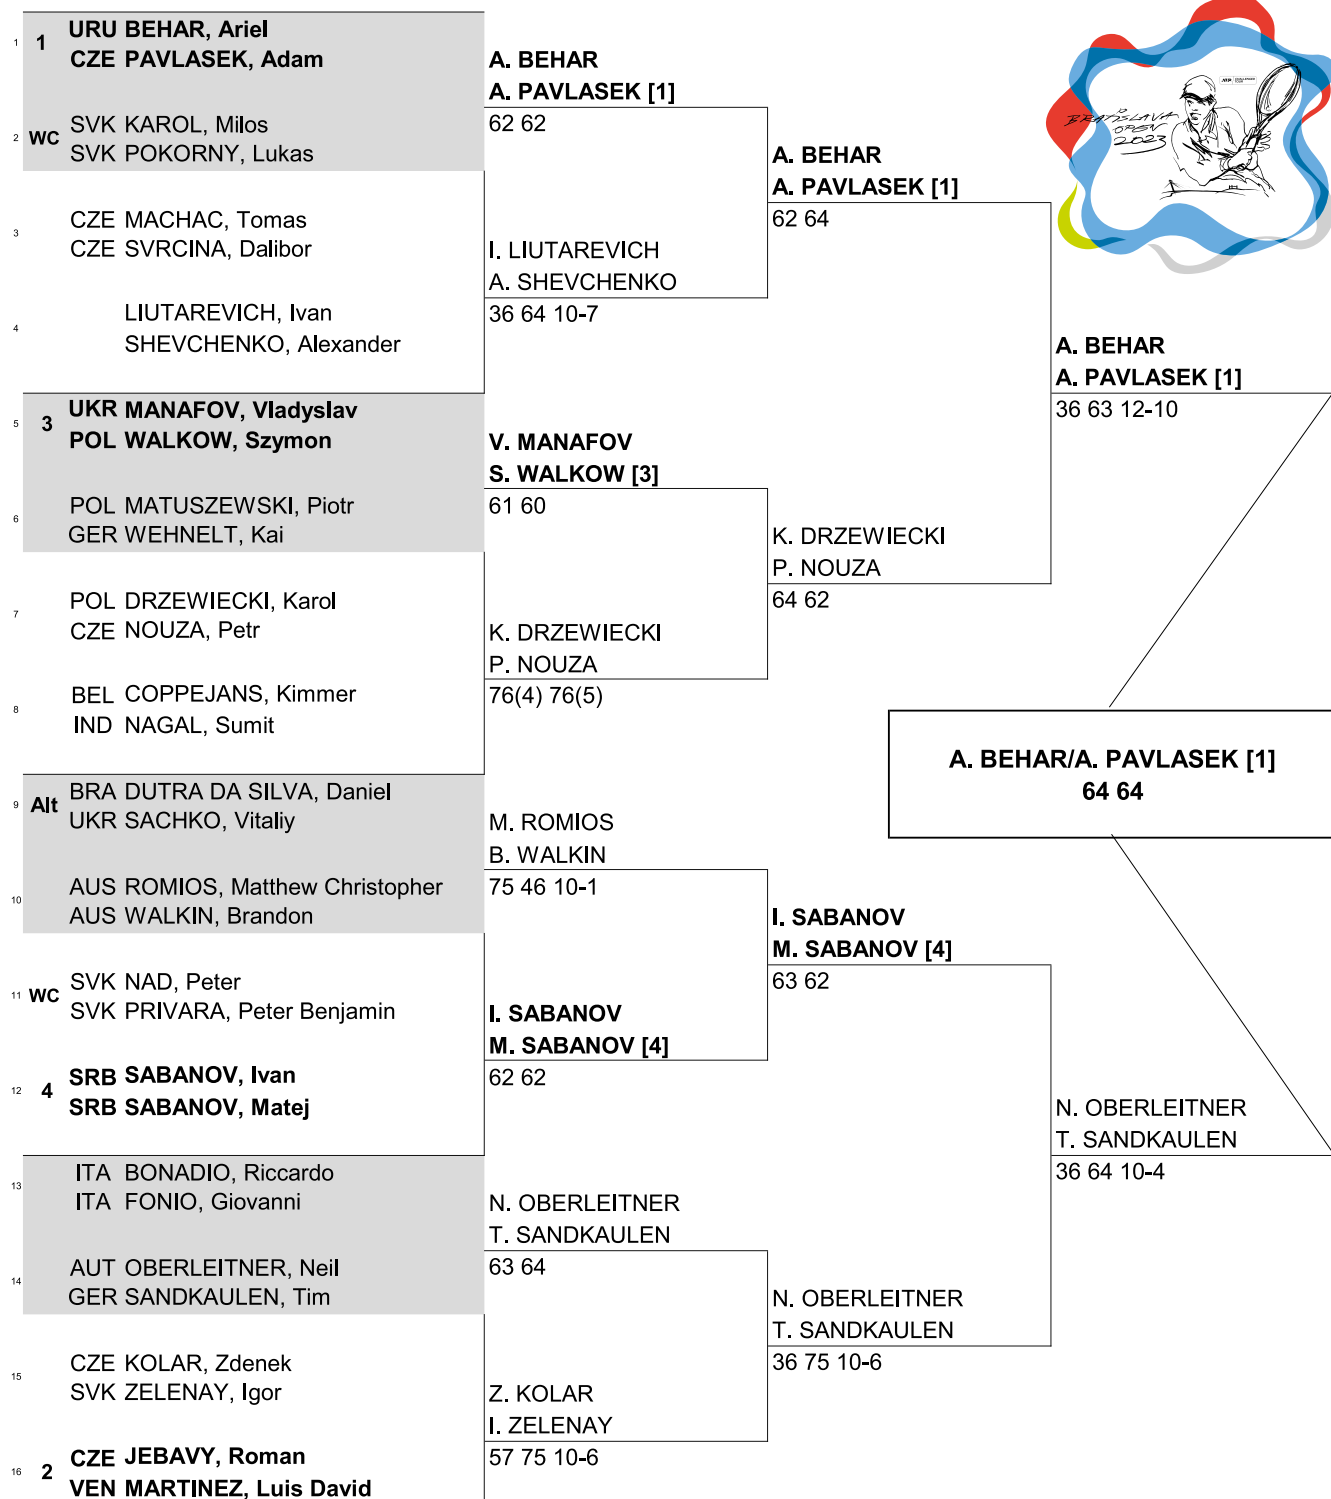 1 1 URU BEHAR, Ariel
CZE PAVLASEK, Adam
2 WC SVK KAROL, Milos
SVK POKORNY, Lukas
3 CZE MACHAC, Tomas
CZE SVRCINA, Dalibor
4 LIUTAREVICH, Ivan
SHEVCHENKO, Alexander
5 3 UKR MANAFOV, Vladyslav
POL WALKOW, Szymon
6 POL MATUSZEWSKI, Piotr
GER WEHNELT, Kai
7 POL DRZEWIECKI, Karol
CZE NOUZA, Petr
8 BEL COPPEJANS, Kimmer
IND NAGAL, Sumit
9 Alt BRA DUTRA DA SILVA, Daniel
UKR SACHKO, Vitaliy
10 AUS ROMIOS, Matthew Christopher
AUS WALKIN, Brandon
11 WC SVK NAD, Peter
SVK PRIVARA, Peter Benjamin
12 4 SRB SABANOV, Ivan
SRB SABANOV, Matej
13 ITA BONADIO, Riccardo
ITA FONIO, Giovanni
14 AUT OBERLEITNER, Neil
GER SANDKAULEN, Tim
15 CZE KOLAR, Zdenek
SVK ZELENAY, Igor
16 2 CZE JEBAVY, Roman
VEN MARTINEZ, Luis David
A. BEHAR
A. PAVLASEK [1]
62 62
I. LIUTAREVICH
A. SHEVCHENKO
36 64 10-7
V. MANAFOV
S. WALKOW [3]
61 60
K. DRZEWIECKI
P. NOUZA
76(4) 76(5)
M. ROMIOS
B. WALKIN
75 46 10-1
I. SABANOV
M. SABANOV [4]
62 62
N. OBERLEITNER
T. SANDKAULEN
63 64
Z. KOLAR
I. ZELENAY
57 75 10-6
A. BEHAR
A. PAVLASEK [1]
62 64
K. DRZEWIECKI
P. NOUZA
64 62
I. SABANOV
M. SABANOV [4]
63 62
N. OBERLEITNER
T. SANDKAULEN
36 75 10-6
BRATISLAVA
OPEN
2023
ATP CHALLENGER
TOUR
A. BEHAR
A. PAVLASEK [1]
36 63 12-10
A. BEHAR/A. PAVLASEK [1]
64 64
N. OBERLEITNER
T. SANDKAULEN
36 64 10-4